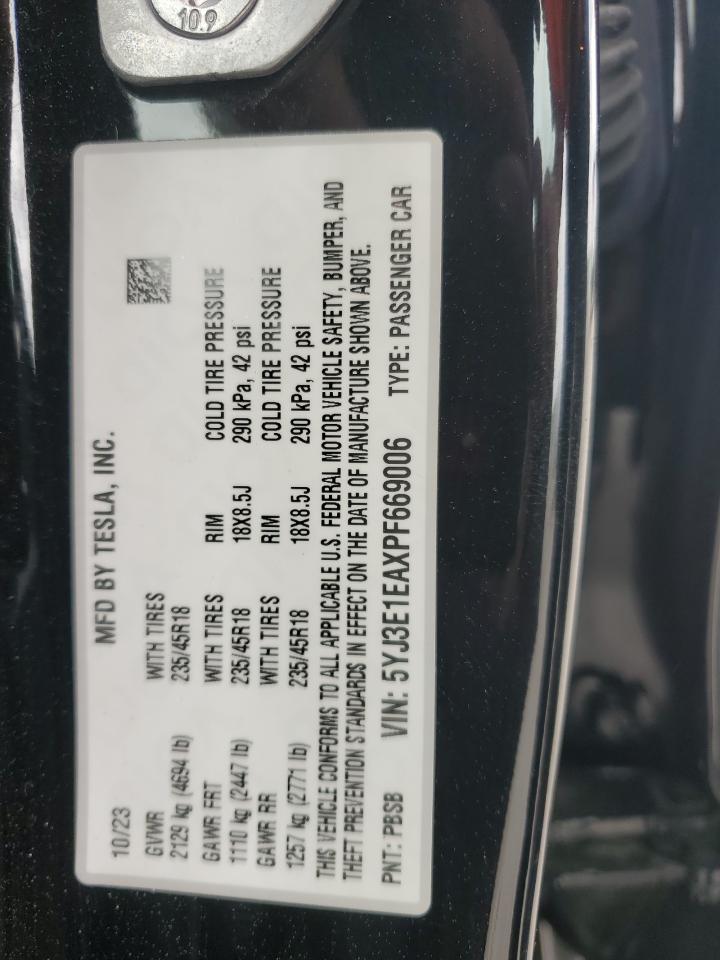 10.9
10/23 MFD BY TESLA, INC.
GVWR WITH TIRES
2129 kg (4694 lb) 235/45R18
GAWR FRT WITH TIRES RIM COLD TIRE PRESSURE
1110 kg (2447 lb) 235/45R18 18X8.5J 290 kPa, 42 psi
GAWR RR WITH TIRES RIM COLD TIRE PRESSURE
1257 kg (2771 lb) 235/45R18 18X8.5J 290 kPa, 42 psi
THIS VEHICLE CONFORMS TO ALL APPLICABLE U.S. FEDERAL MOTOR VEHICLE SAFETY, BUMPER, AND
THEFT PREVENTION STANDARDS IN EFFECT ON THE DATE OF MANUFACTURE SHOWN ABOVE.
PNT: PBSB VIN: 5YJ3E1EAXPF669006 TYPE: PASSENGER CAR